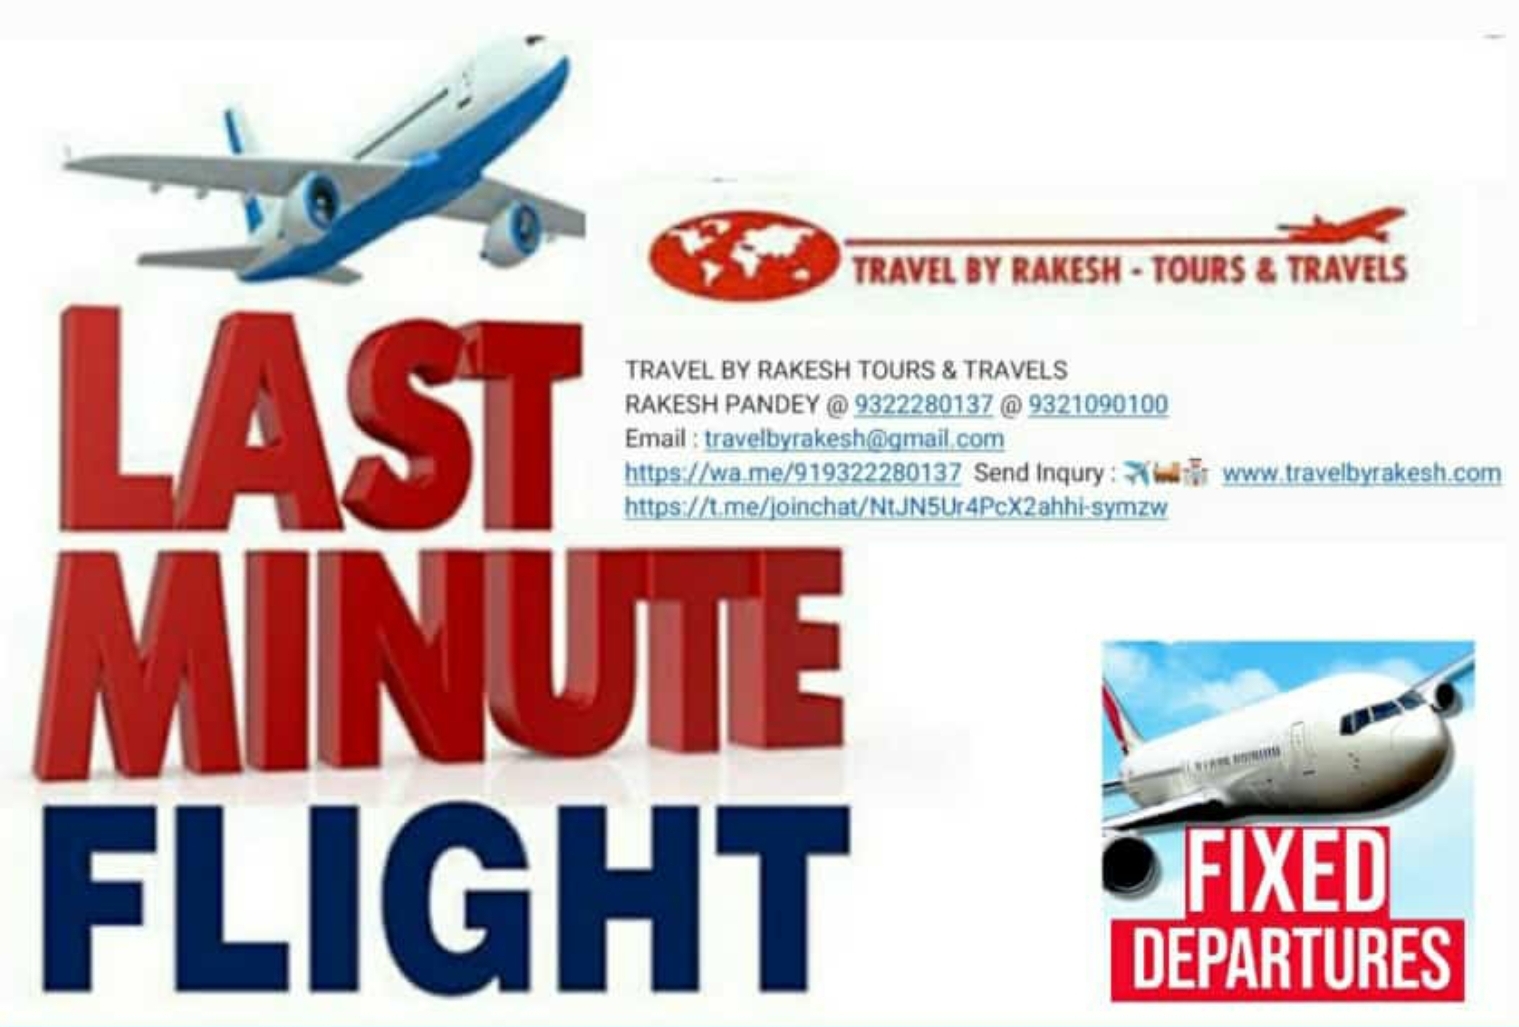 TRAVEL BY RAKESH - TOURS & TRAVELS
LAST
MINUTE
FLIGHT
TRAVEL BY RAKESH TOURS & TRAVELS
RAKESH PANDEY @ 9322280137 @ 9321090100
Email : travelbyrakesh@gmail.com
https://wa.me/919322280137 Send Inqury : ✈️🚂🏨 www.travelbyrakesh.com
https://t.me/joinchat/NtJN5Ur4PcX2ahhi-symzw
FIXED
DEPARTURES